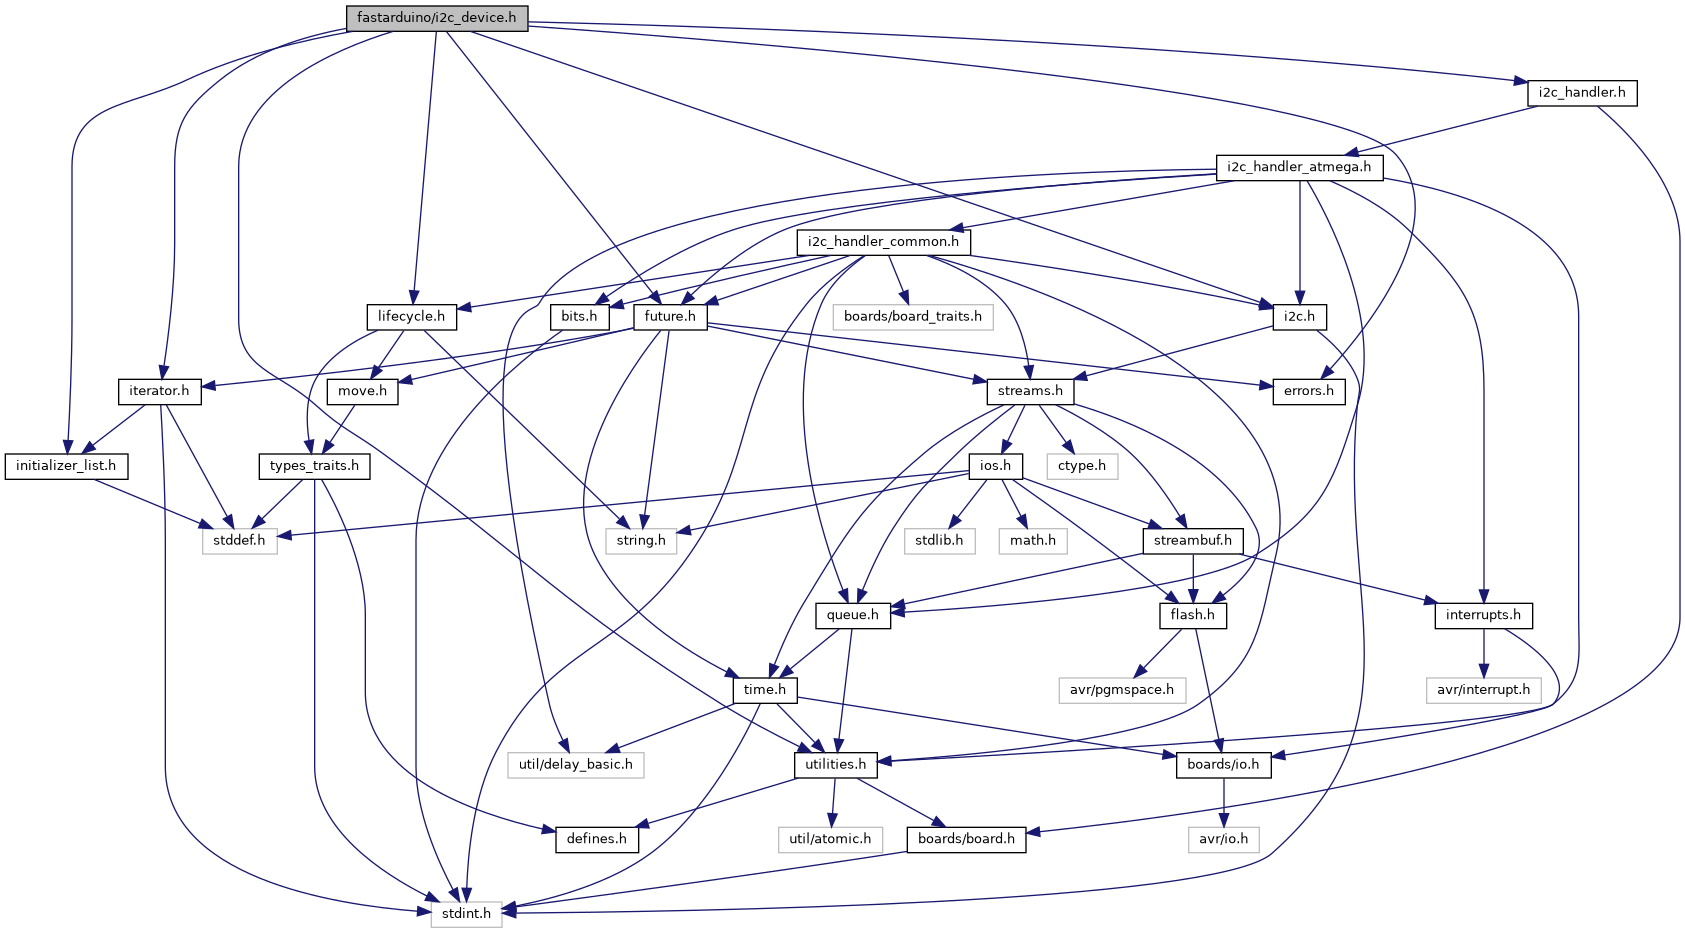 fastarduino/i2c_device.h
i2c_handler.h
i2c_handler_atmega.h
i2c_handler_common.h
lifecycle.h
bits.h
future.h
boards/board_traits.h
i2c.h
iterator.h
move.h
streams.h
errors.h
initializer_list.h
types_traits.h
ios.h
ctype.h
stddef.h
string.h
stdlib.h
math.h
streambuf.h
queue.h
flash.h
interrupts.h
time.h
avr/pgmspace.h
avr/interrupt.h
util/delay_basic.h
utilities.h
boards/io.h
defines.h
util/atomic.h
boards/board.h
avr/io.h
stdint.h